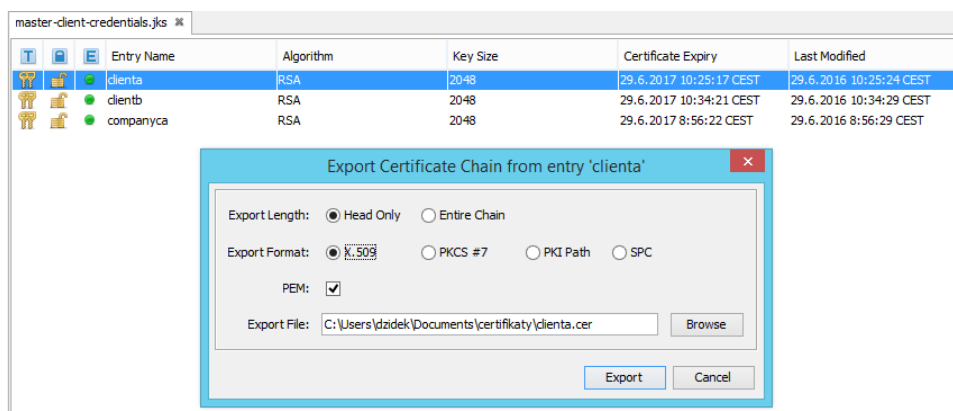 master-client-credentials.jks
T E Entry Name Algorithm Key Size Certificate Expiry Last Modified
clienta RSA 2048 29.6.2017 10:25:17 CEST 29.6.2016 10:25:24 CEST
clientb RSA 2048 29.6.2017 10:34:21 CEST 29.6.2016 10:34:29 CEST
companyca RSA 2048 29.6.2017 8:56:22 CEST 29.6.2016 8:56:29 CEST
Export Certificate Chain from entry 'clienta'
Export Length: Head Only Entire Chain
Export Format: X.509 PKCS #7 PKI Path SPC
PEM:
Export File: C:\Users\dzidek\Documents\certifikaty\clienta.cer Browse
Export Cancel